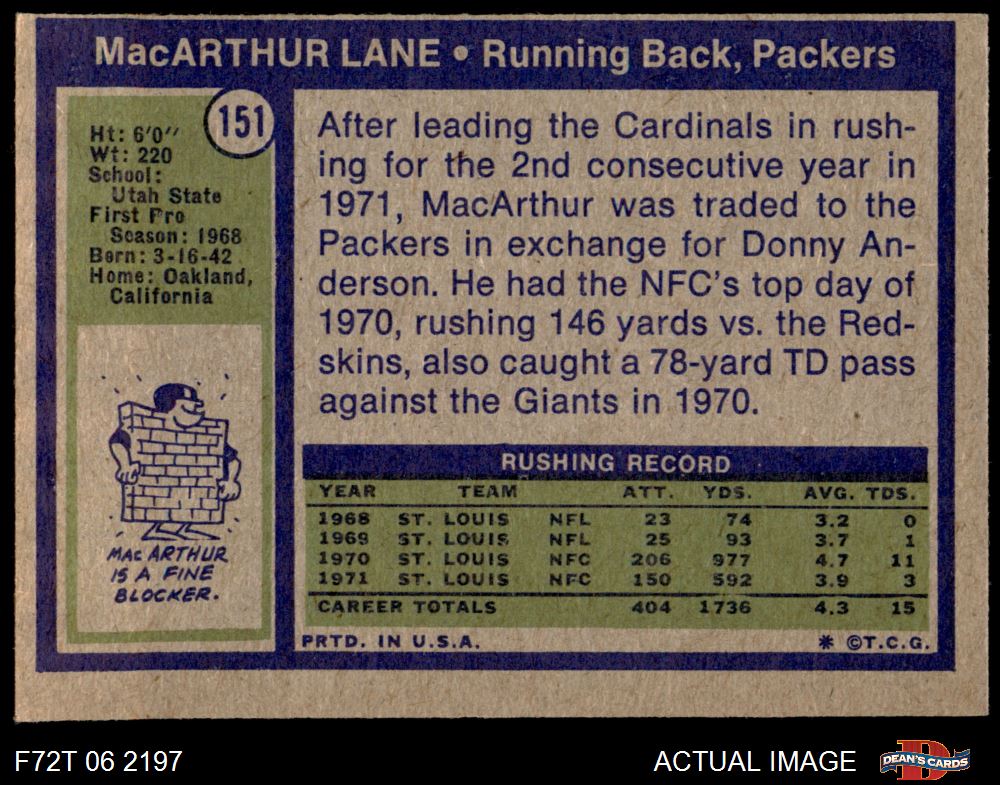 MacARTHUR LANE • Running Back, Packers
151
Ht: 6'0"
Wt: 220
School:
Utah State
First Pro
Season: 1968
Born: 3-16-42
Home: Oakland,
California
MACARTHUR
IS A FINE
BLOCKER.
After leading the Cardinals in rush-
ing for the 2nd consecutive year in
1971, MacArthur was traded to the
Packers in exchange for Donny An-
derson. He had the NFC's top day of
1970, rushing 146 yards vs. the Red-
skins, also caught a 78-yard TD pass
against the Giants in 1970.
RUSHING RECORD
YEAR TEAM ATT. YDS. AVG. TDS.
1968 ST. LOUIS NFL 23 74 3.2 0
1969 ST. LOUIS NFL 25 93 3.7 1
1970 ST. LOUIS NFC 206 977 4.7 11
1971 ST. LOUIS NFC 150 592 3.9 3
CAREER TOTALS 404 1736 4.3 15
PRTD. IN U.S.A. * ©T.C.G.
F72T 06 2197 ACTUAL IMAGE DEAN'S CARDS